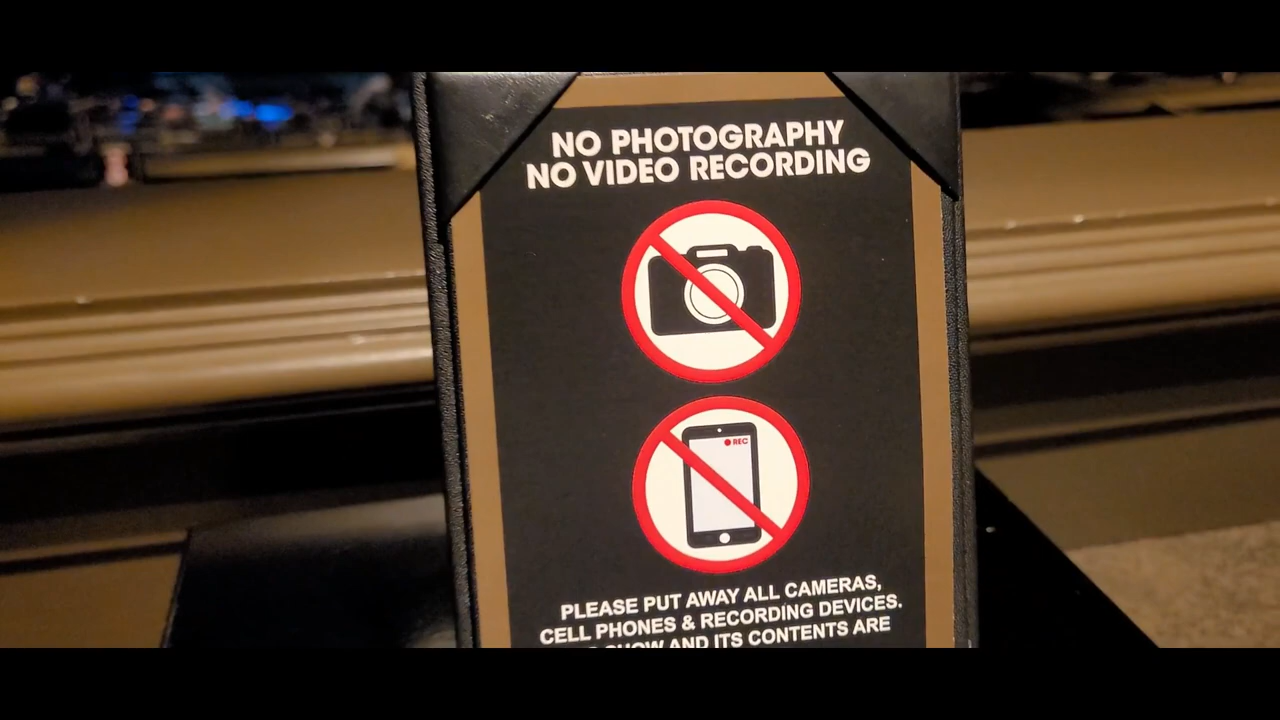 NO PHOTOGRAPHY
NO VIDEO RECORDING
REC
PLEASE PUT AWAY ALL CAMERAS,
CELL PHONES & RECORDING DEVICES.
SHOW AND ITS CONTENTS ARE